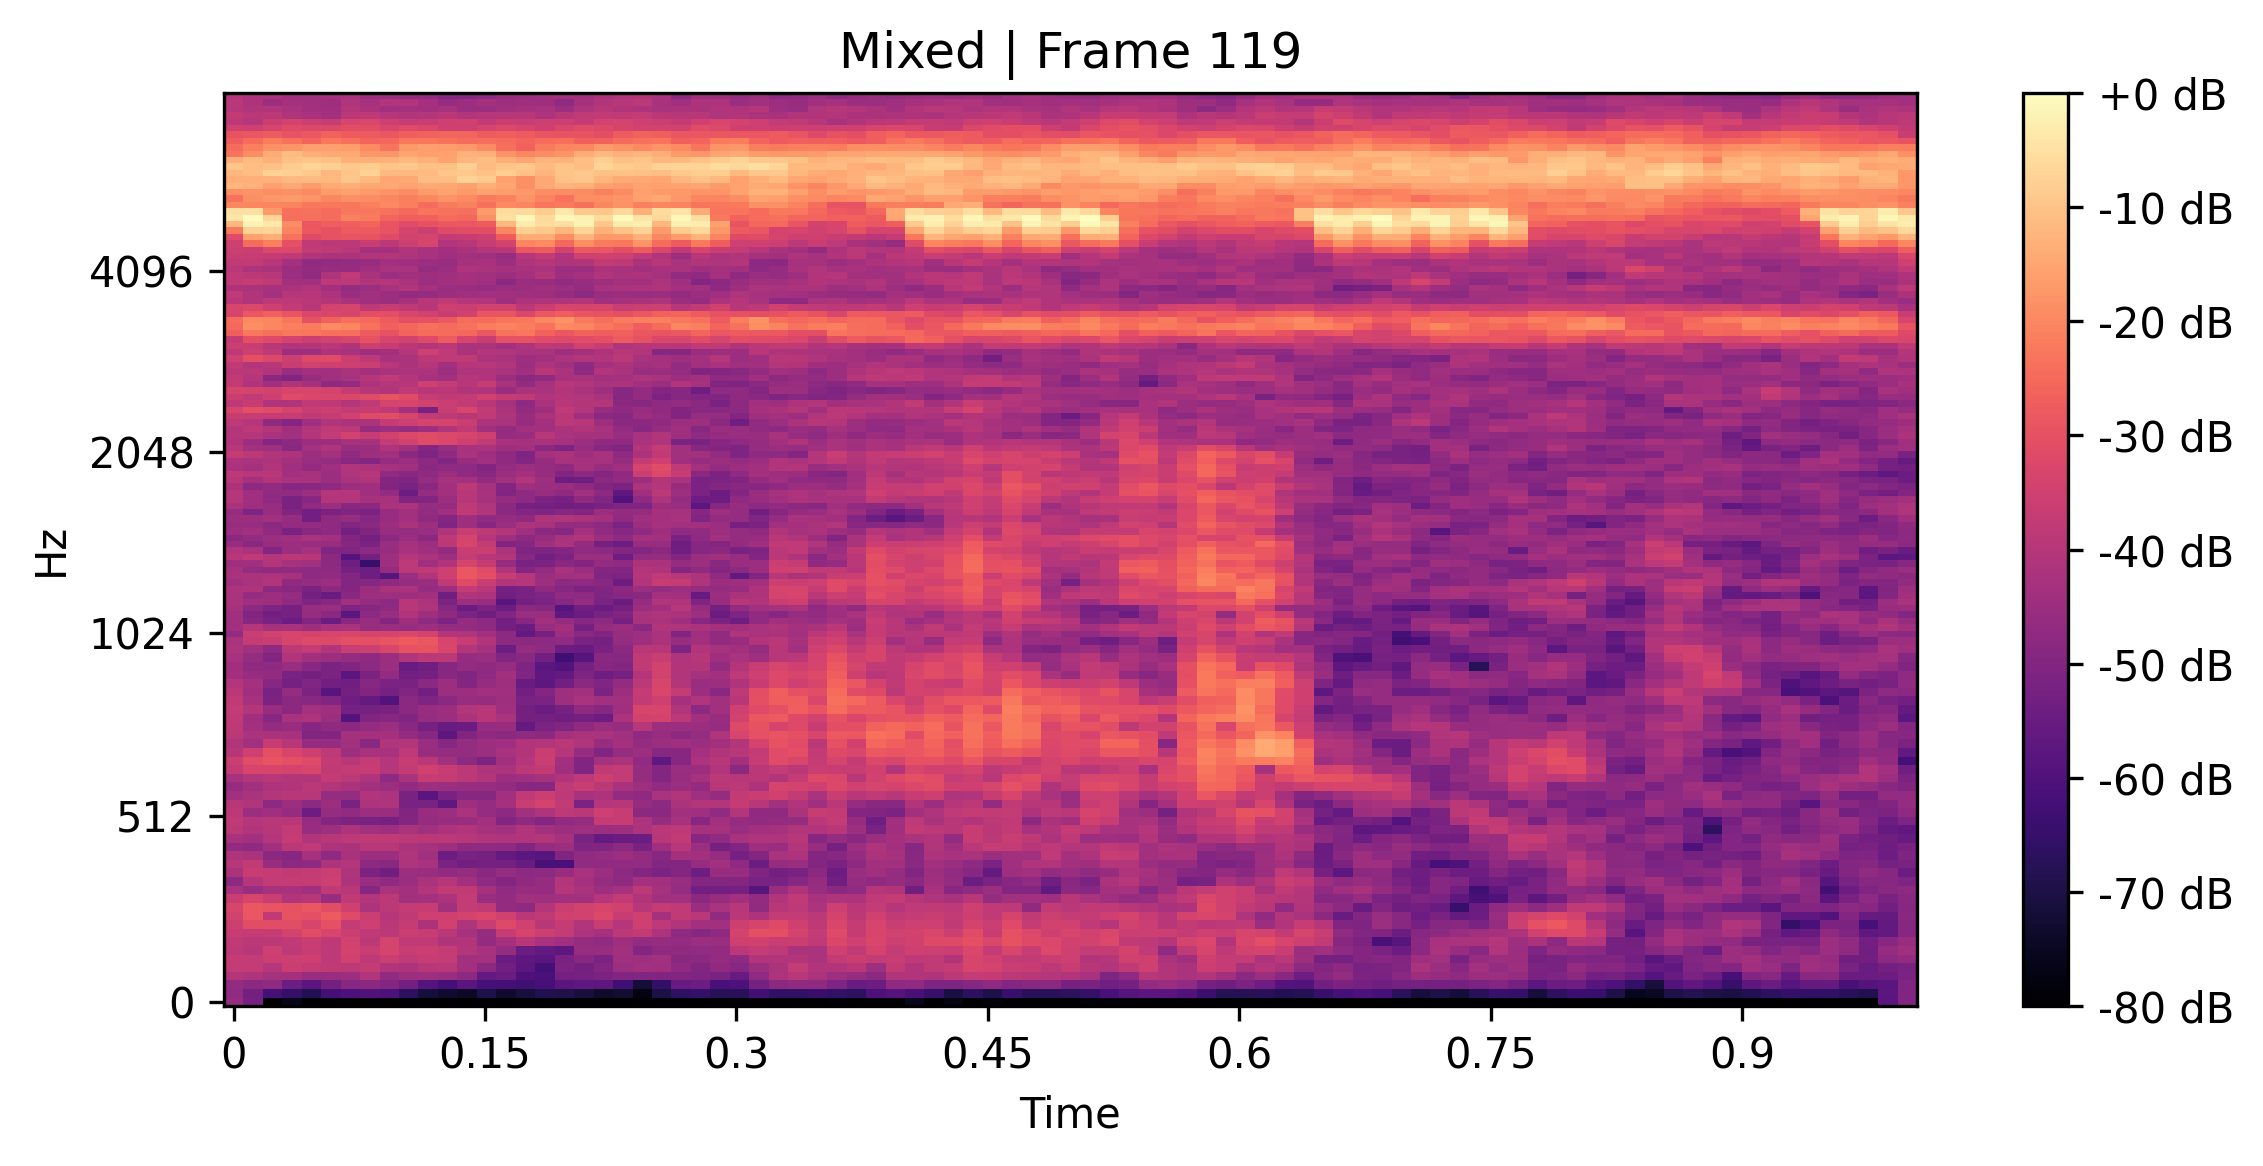 Mixed | Frame 119
+0 dB
-10 dB
-20 dB
-30 dB
-40 dB
-50 dB
-60 dB
-70 dB
-80 dB
Hz
4096
2048
1024
512
0
0 0.15 0.3 0.45 0.6 0.75 0.9
Time